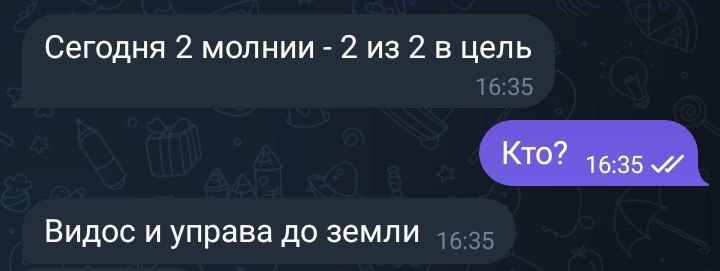 Сегодня 2 молнии - 2 из 2 в цель
16:35
Кто? 16:35
Видос и управа до земли 16:35